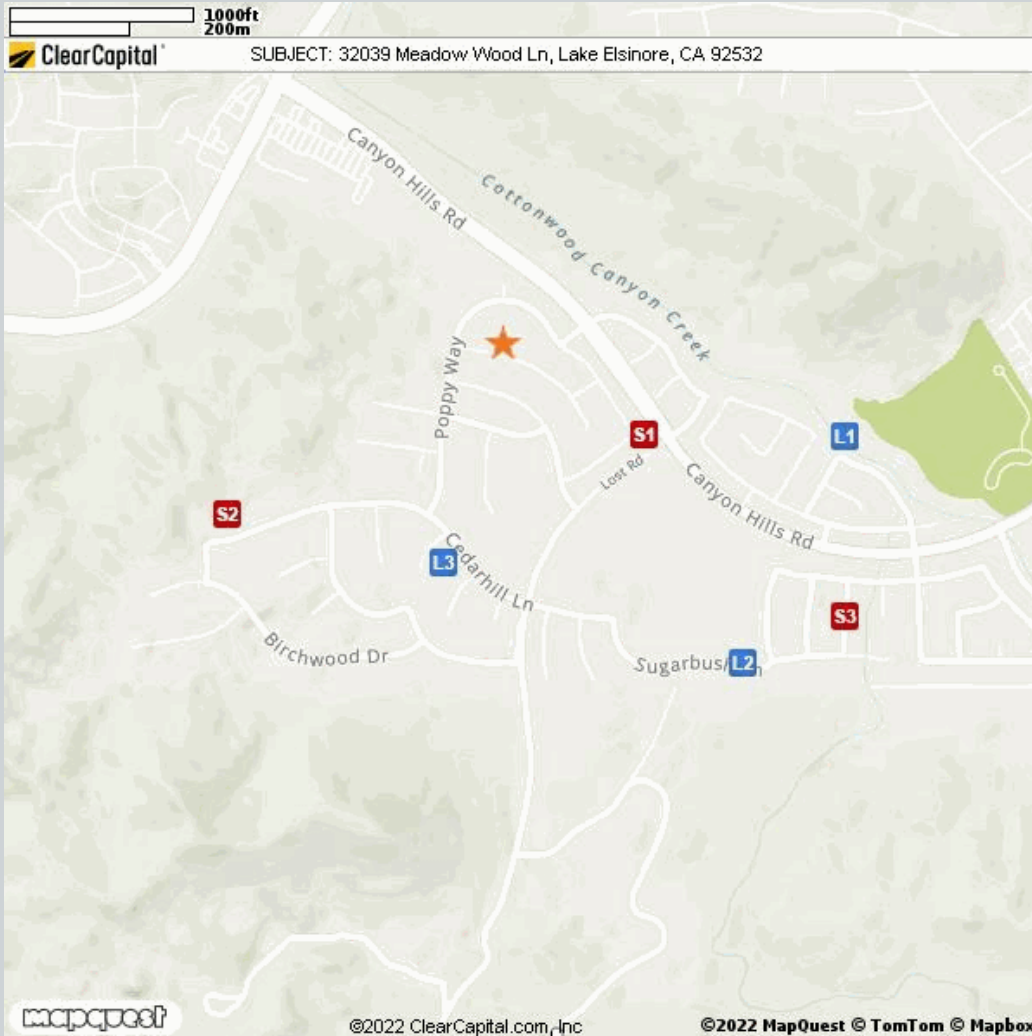 1000ft
200m
ClearCapital
SUBJECT: 32039 Meadow Wood Ln, Lake Elsinore, CA 92532
Canyon Hills Rd
Cottonwood Canyon Creek
Poppy Way
S1
L1
Lost Rd
Canyon Hills Rd
S2
L3
Cedarhill Ln
S3
Birchwood Dr
Sugarbus
L2
mapquest
©2022 ClearCapital.com, Inc
©2022 MapQuest © TomTom © Mapbox